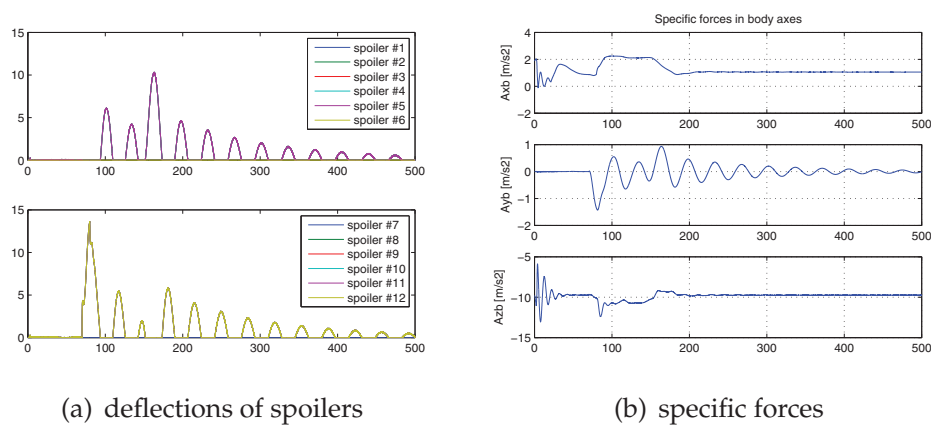 15
10
5
0
0 100 200 300 400 500
spoiler #1
spoiler #2
spoiler #3
spoiler #4
spoiler #5
spoiler #6
15
10
5
0
0 100 200 300 400 500
spoiler #7
spoiler #8
spoiler #9
spoiler #10
spoiler #11
spoiler #12
(a) deflections of spoilers
Specific forces in body axes
Axb [m/s2]
4
2
0
−2
0 100 200 300 400 500
Ayb [m/s2]
1
0
−1
−2
0 100 200 300 400 500
Azb [m/s2]
−5
−10
−15
0 100 200 300 400 500
(b) specific forces